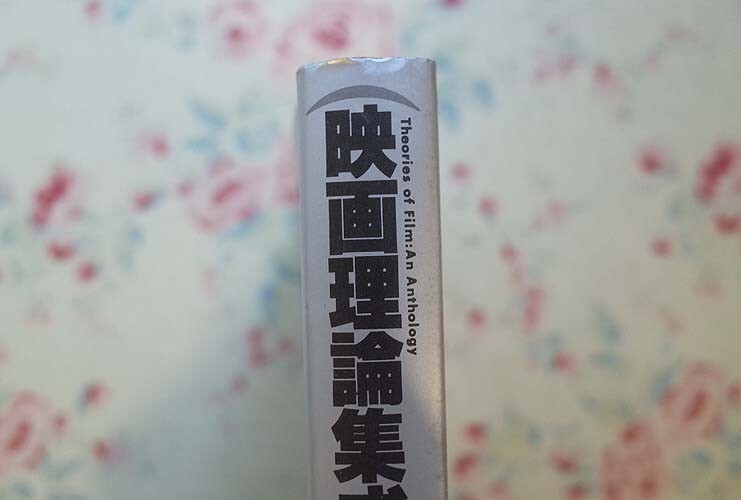 映画理論集
Theories of Film:An Anthology